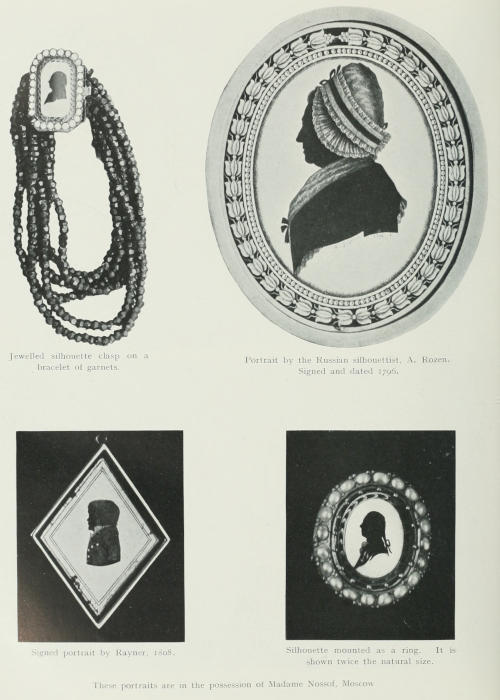 Jewelled silhouette clasp on a
bracelet of garnets.
Portrait by the Russian silhouettist, A. Rozen.
Signed and dated 1796.
Signed portrait by Rayner, 1808.
Silhouette mounted as a ring. It is
shown twice the natural size.
These portraits are in the possession of Madame Nossof, Moscow